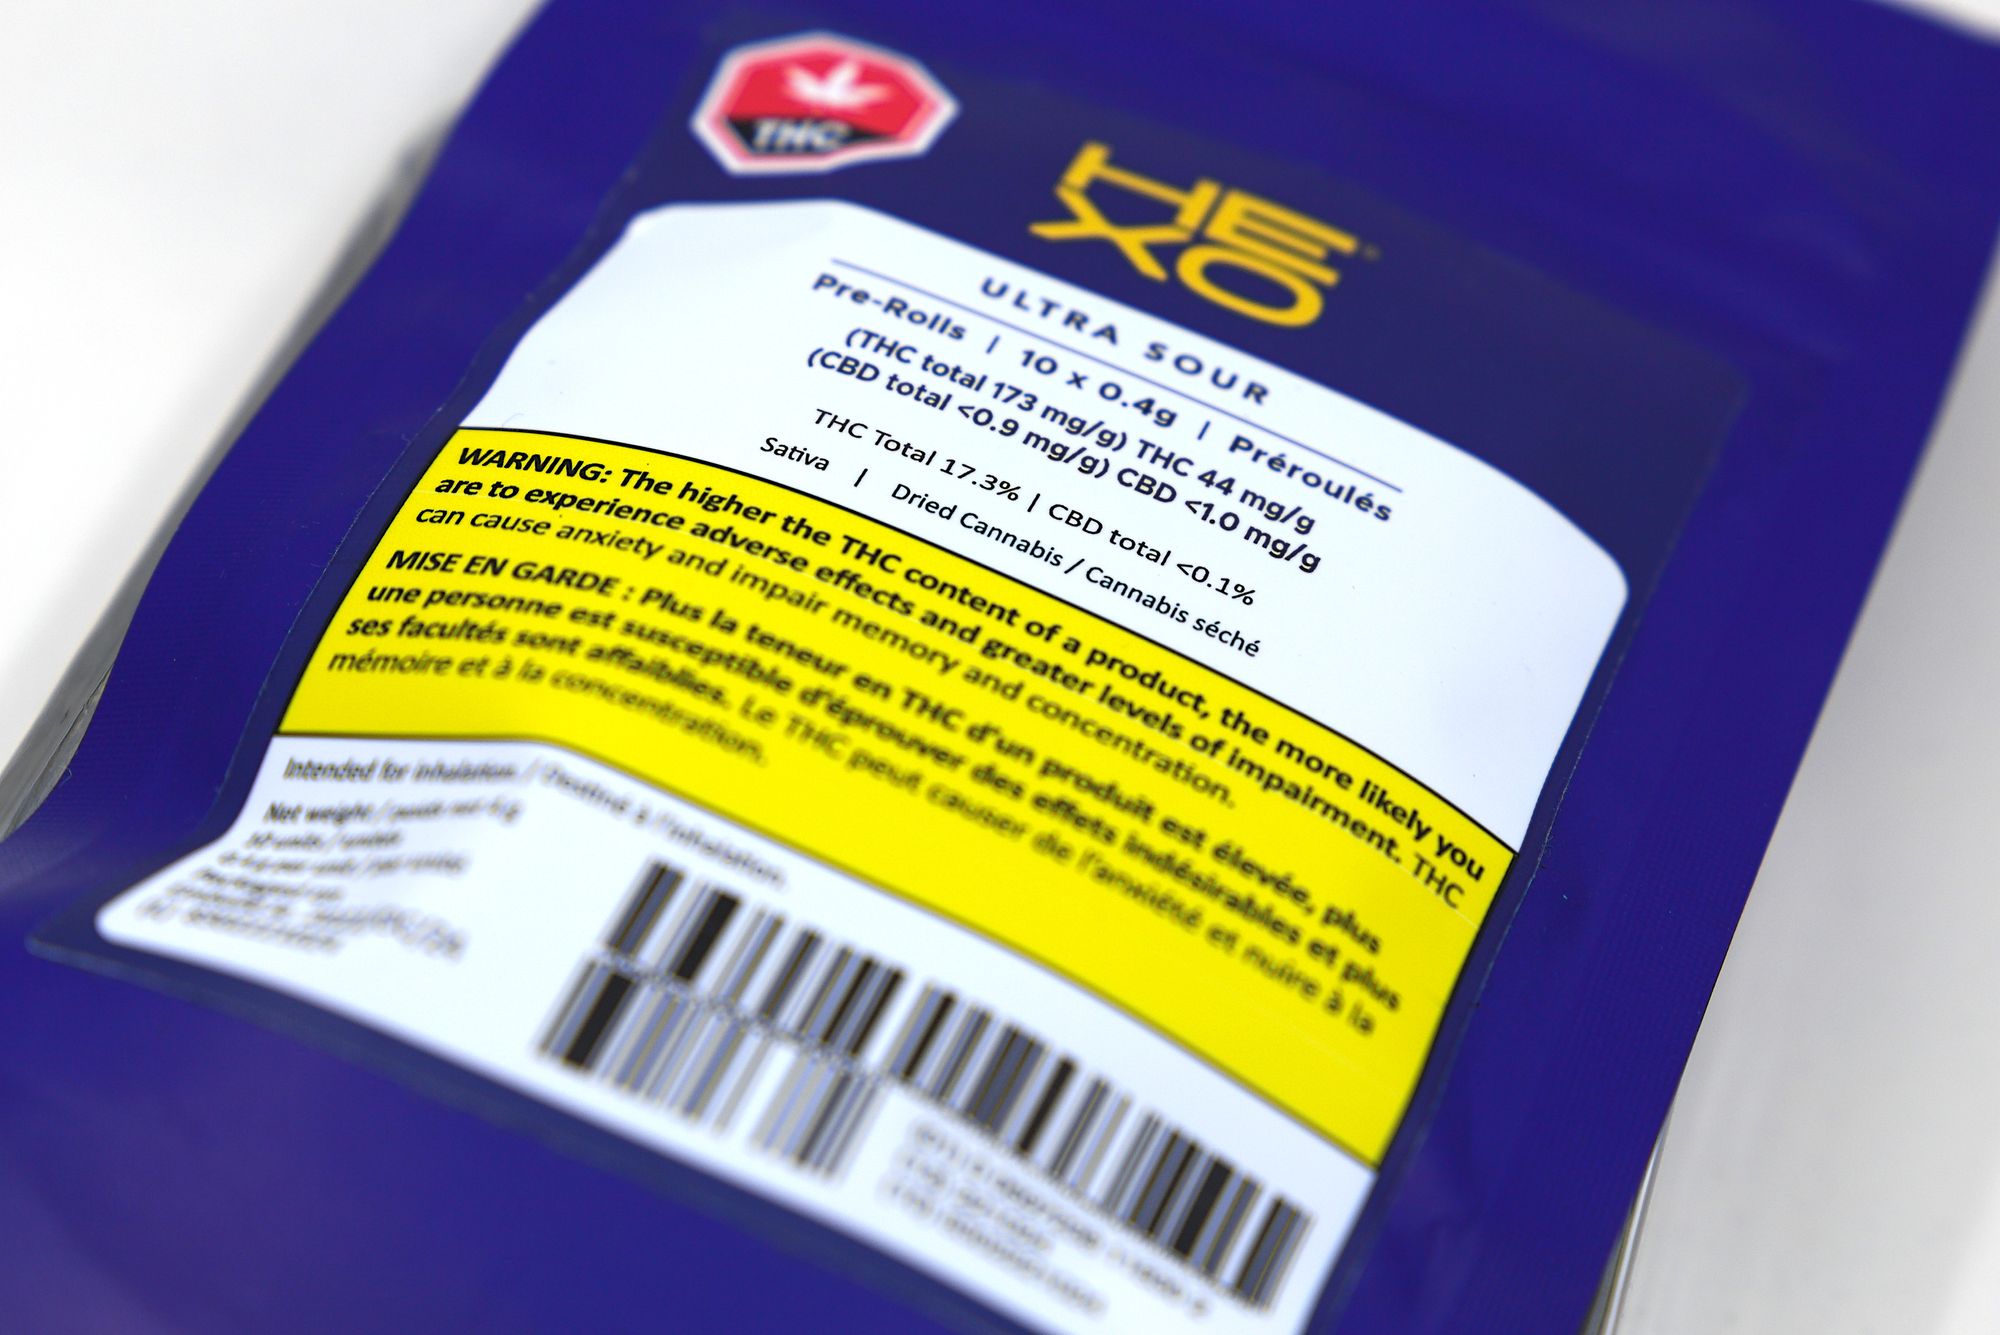 THC
HE
XO
ULTRA SOUR
Pre-Rolls | 10 x 0.4g | Préroulés
(THC total 173 mg/g) THC 44 mg/g
(CBD total <0.9 mg/g) CBD <1.0 mg/g
THC Total 17.3% | CBD total <0.1%
Sativa | Dried Cannabis / Cannabis séché
WARNING: The higher the THC content of a product, the more likely you
are to experience adverse effects and greater levels of impairment. THC
can cause anxiety and impair memory and concentration.
MISE EN GARDE : Plus la teneur en THC d'un produit est élevée, plus
une personne est susceptible d'éprouver des effets indésirables et plus
ses facultés sont affaiblies. Le THC peut causer de l'anxiété et nuire à la
mémoire et à la concentration.
Intended for inhalation. / Destiné à l'inhalation.
Net weight / poids net